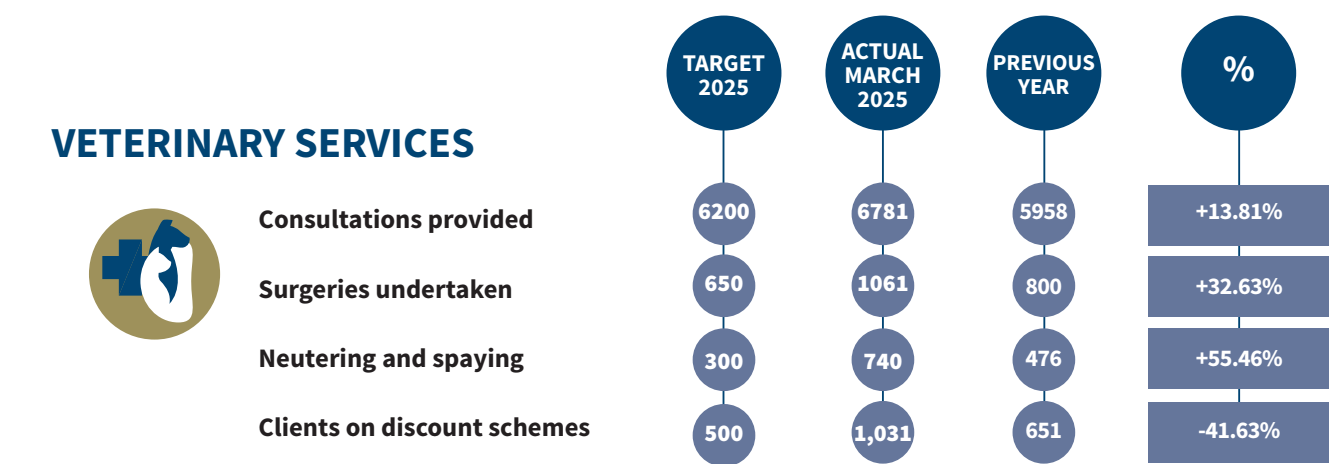 TARGET
2025
ACTUAL
MARCH
2025
PREVIOUS
YEAR
%
VETERINARY SERVICES
Consultations provided 6200 6781 5958 +13.81%
Surgeries undertaken 650 1061 800 +32.63%
Neutering and spaying 300 740 476 +55.46%
Clients on discount schemes 500 1,031 651 -41.63%